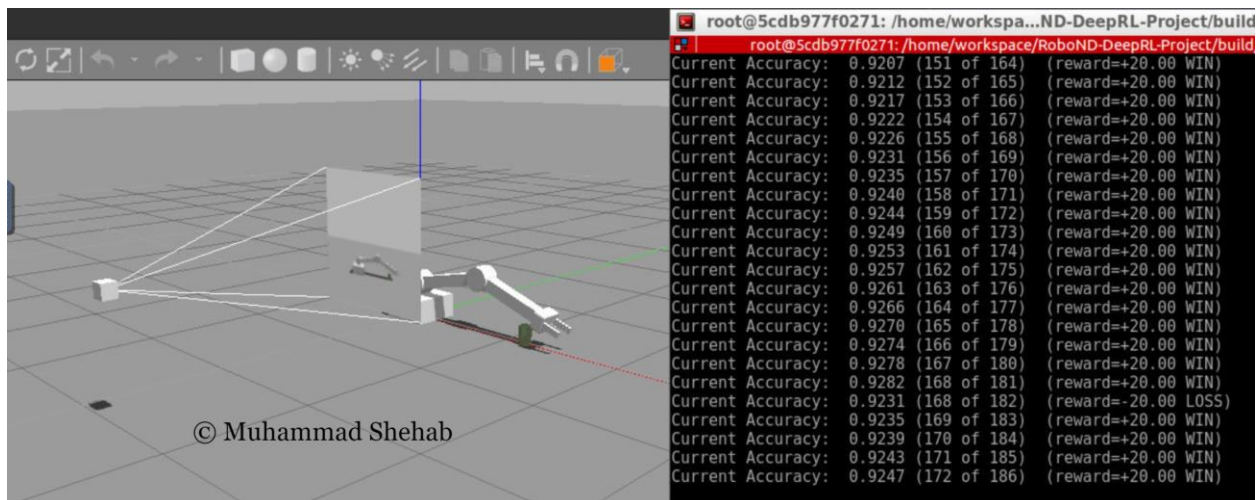 © Muhammad Shehab
root@5cdb977f0271: /home/workspa...ND-DeepRL-Project/build
root@5cdb977f0271: /home/workspace/RoboND-DeepRL-Project/build
Current Accuracy:  0.9207 (151 of 164)  (reward=+20.00 WIN)
Current Accuracy:  0.9212 (152 of 165)  (reward=+20.00 WIN)
Current Accuracy:  0.9217 (153 of 166)  (reward=+20.00 WIN)
Current Accuracy:  0.9222 (154 of 167)  (reward=+20.00 WIN)
Current Accuracy:  0.9226 (155 of 168)  (reward=+20.00 WIN)
Current Accuracy:  0.9231 (156 of 169)  (reward=+20.00 WIN)
Current Accuracy:  0.9235 (157 of 170)  (reward=+20.00 WIN)
Current Accuracy:  0.9240 (158 of 171)  (reward=+20.00 WIN)
Current Accuracy:  0.9244 (159 of 172)  (reward=+20.00 WIN)
Current Accuracy:  0.9249 (160 of 173)  (reward=+20.00 WIN)
Current Accuracy:  0.9253 (161 of 174)  (reward=+20.00 WIN)
Current Accuracy:  0.9257 (162 of 175)  (reward=+20.00 WIN)
Current Accuracy:  0.9261 (163 of 176)  (reward=+20.00 WIN)
Current Accuracy:  0.9266 (164 of 177)  (reward=+20.00 WIN)
Current Accuracy:  0.9270 (165 of 178)  (reward=+20.00 WIN)
Current Accuracy:  0.9274 (166 of 179)  (reward=+20.00 WIN)
Current Accuracy:  0.9278 (167 of 180)  (reward=+20.00 WIN)
Current Accuracy:  0.9282 (168 of 181)  (reward=+20.00 WIN)
Current Accuracy:  0.9231 (168 of 182)  (reward=-20.00 LOSS)
Current Accuracy:  0.9235 (169 of 183)  (reward=+20.00 WIN)
Current Accuracy:  0.9239 (170 of 184)  (reward=+20.00 WIN)
Current Accuracy:  0.9243 (171 of 185)  (reward=+20.00 WIN)
Current Accuracy:  0.9247 (172 of 186)  (reward=+20.00 WIN)